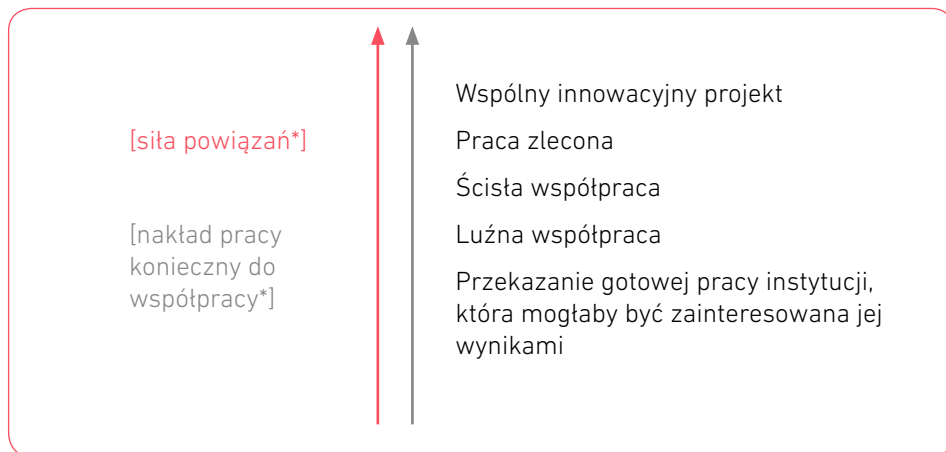 [siła powiązań*]
[nakład pracy
konieczny do
współpracy*]
Wspólny innowacyjny projekt
Praca zlecona
Ścisła współpraca
Luźna współpraca
Przekazanie gotowej pracy instytucji,
która mogłaby być zainteresowana jej
wynikami